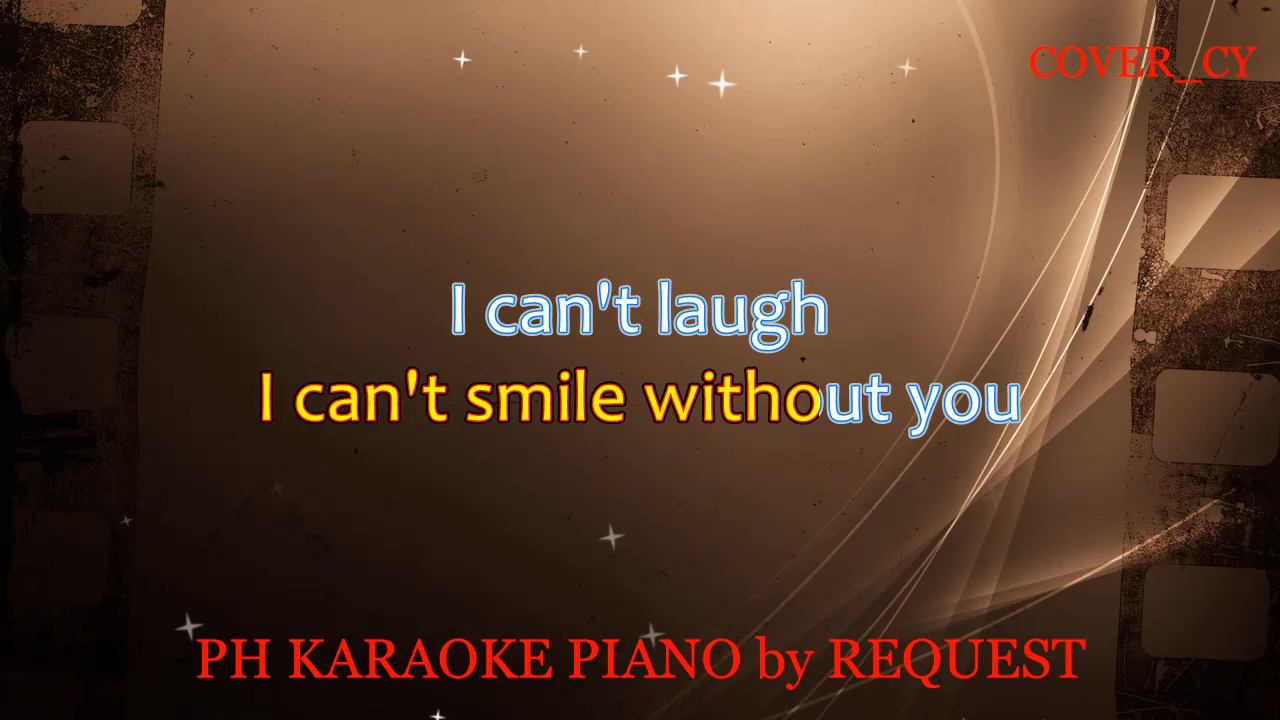 COVER_CY
I can't laugh
I can't smile without you
PH KARAOKE PIANO by REQUEST